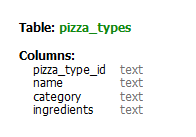 Table: pizza_types
Columns:
pizza_type_id text
name text
category text
ingredients text